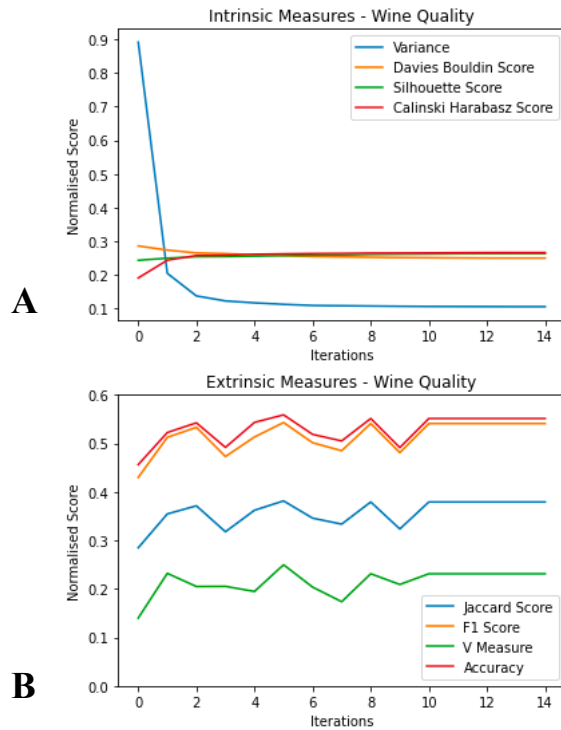 Intrinsic Measures - Wine Quality
0.9
0.8
0.7
0.6
0.5
0.4
0.3
0.2
0.1
Normalised Score
Variance
Davies Bouldin Score
Silhouette Score
Calinski Harabasz Score
0 2 4 6 8 10 12 14
Iterations
A
Extrinsic Measures - Wine Quality
0.6
0.5
0.4
0.3
0.2
0.1
0.0
Normalised Score
Jaccard Score
F1 Score
V Measure
Accuracy
0 2 4 6 8 10 12 14
Iterations
B